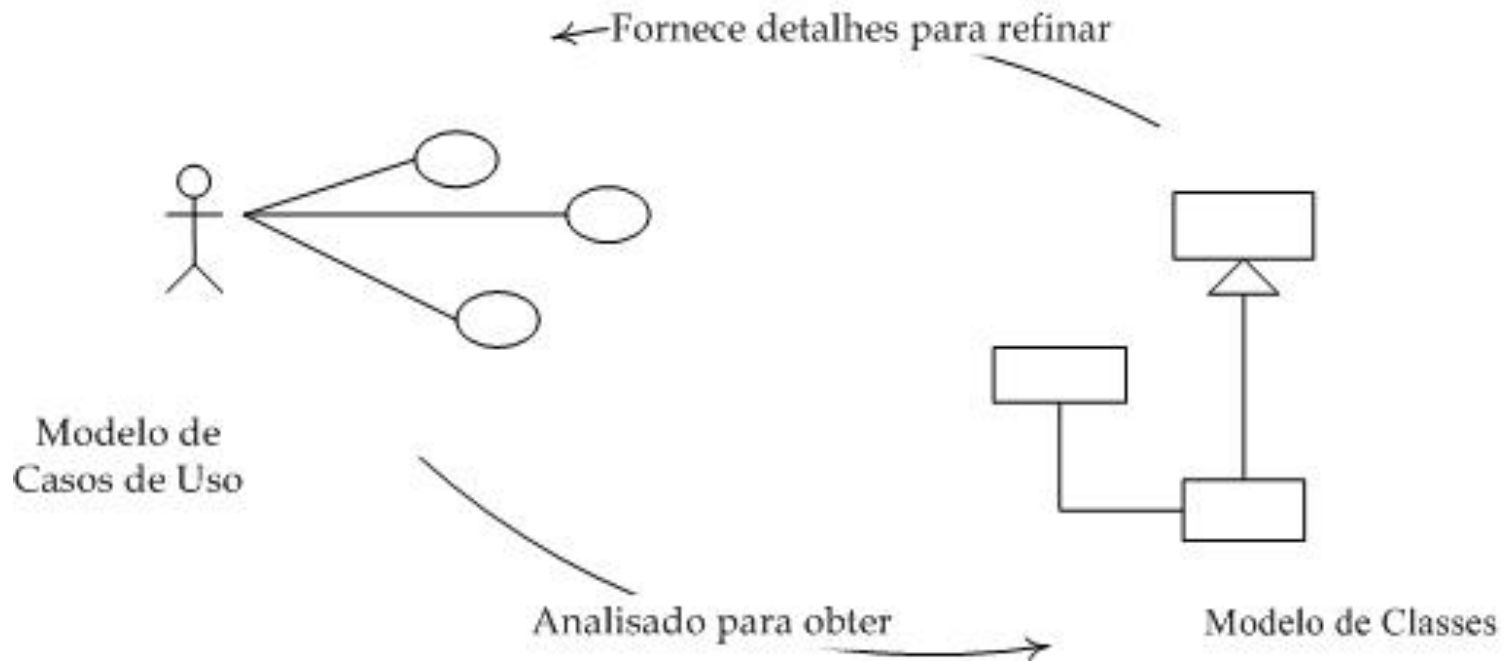 Fornece detalhes para refinar
Modelo de
Casos de Uso
Analisado para obter
Modelo de Classes